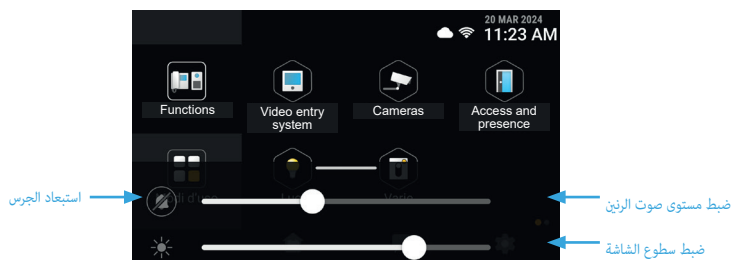 20 MAR 2024
11:23 AM
Functions
Video entry
system
Cameras
Access and
presence
استبعاد الجرس
ضبط مستوى صوت الرنين
ضبط سطوع الشاشة